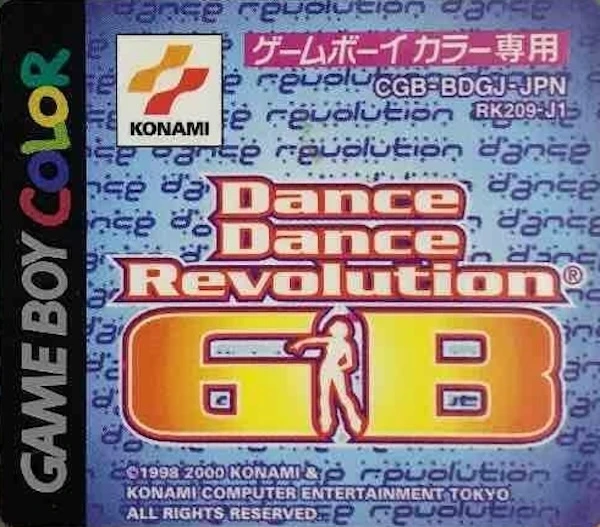 GAME BOY COLOR
KONAMI
ゲームボーイカラー専用
CGB-BDGJ-JPN
RK209-J1
Dance
Dance
Revolution®
GB
©1998 2000 KONAMI &
KONAMI COMPUTER ENTERTAINMENT TOKYO
ALL RIGHTS RESERVED.